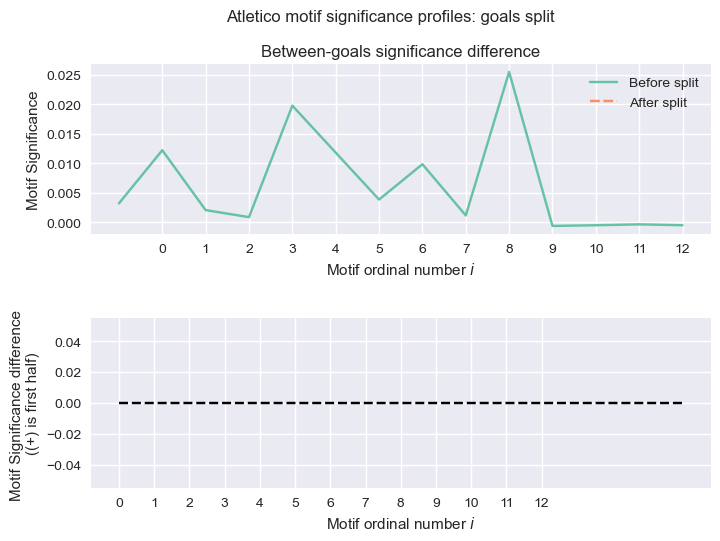 Atletico motif significance profiles: goals split
Between-goals significance difference
Motif Significance
0.025
0.020
0.015
0.010
0.005
0.000
Before split
After split
0 1 2 3 4 5 6 7 8 9 10 11 12
Motif ordinal number i
Motif Significance difference
((+) is first half)
0.04
0.02
0.00
−0.02
−0.04
0 1 2 3 4 5 6 7 8 9 10 11 12
Motif ordinal number i